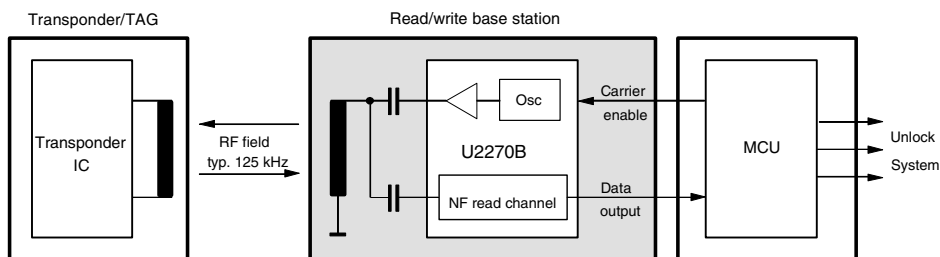 Transponder/TAG
Read/write base station
Transponder
IC
RF field
typ. 125 kHz
Osc
U2270B
NF read channel
Carrier
enable
Data
output
MCU
Unlock
System